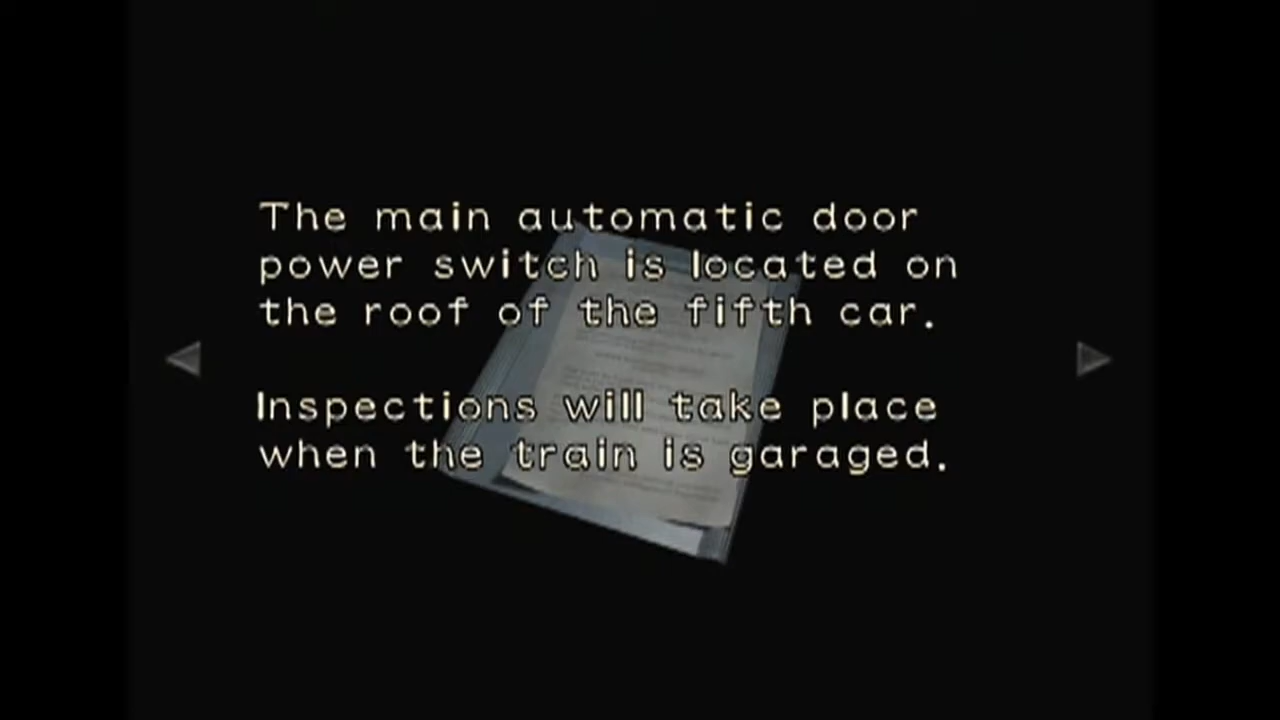 The main automatic door
power switch is located on
the roof of the fifth car.
Inspections will take place
when the train is garaged.